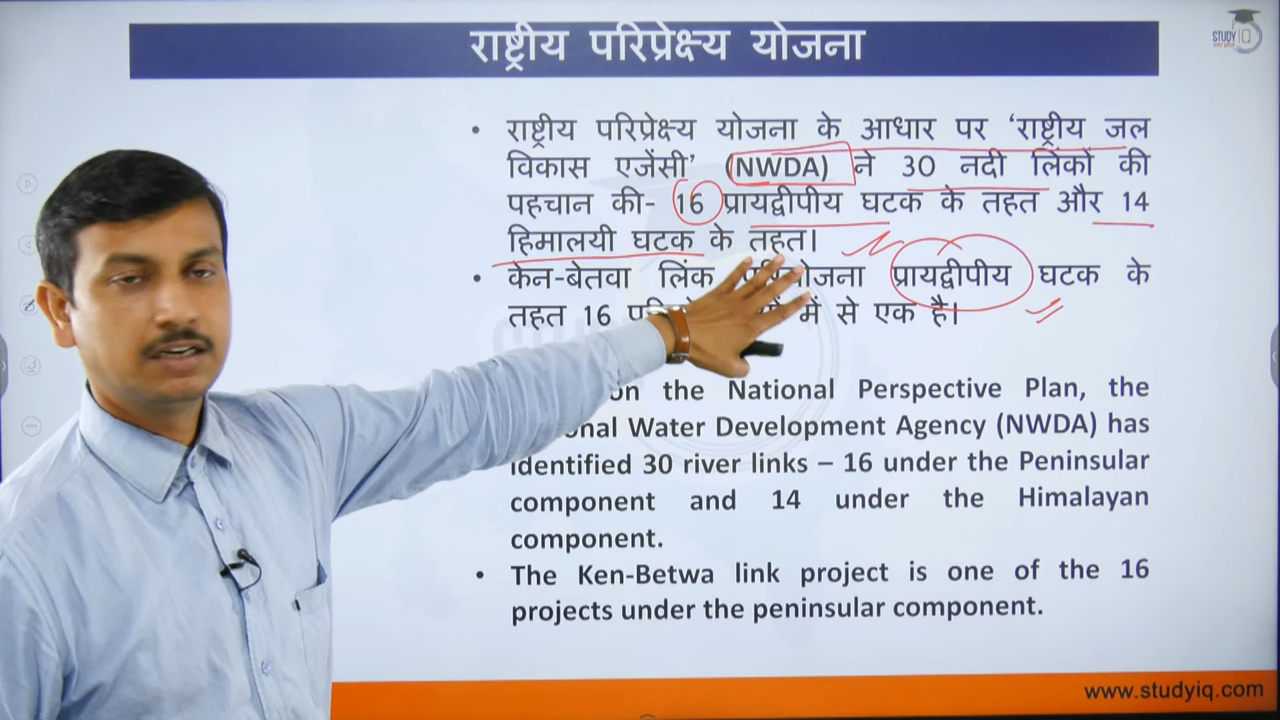 राष्ट्रीय परिप्रेक्ष्य योजना
STUDY IQ
• राष्ट्रीय परिप्रेक्ष्य योजना के आधार पर ‘राष्ट्रीय जल
विकास एजेंसी’ (NWDA) ने 30 नदी लिंकों की
पहचान की- 16 प्रायद्वीपीय घटक के तहत और 14
हिमालयी घटक के तहत।
• केन-बेतवा लिंक परियोजना प्रायद्वीपीय घटक के
तहत 16 में से एक है।
on the National Perspective Plan, the
Water Development Agency (NWDA) has
identified 30 river links – 16 under the Peninsular
component and 14 under the Himalayan
component.
• The Ken-Betwa link project is one of the 16
projects under the peninsular component.
www.studyiq.com